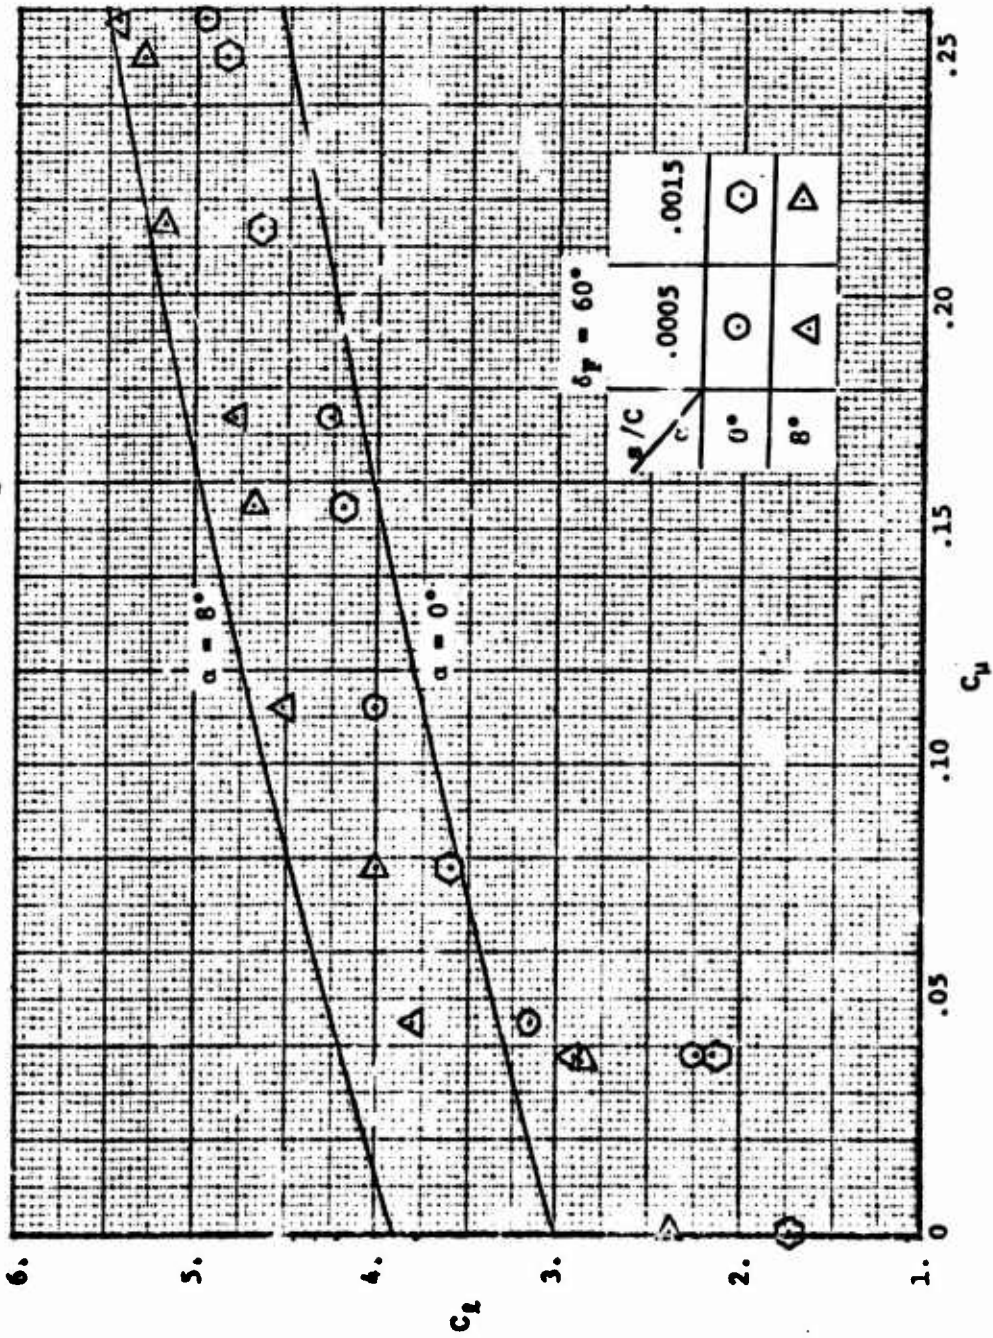 6.
5.
4.
3.
2.
1.
C_ℓ
0
.05
.10
.15
.20
.25
C_μ
α = 8°
α = 0°
δ_F = 60°
s/C .0005 .0015
α
0°
8°